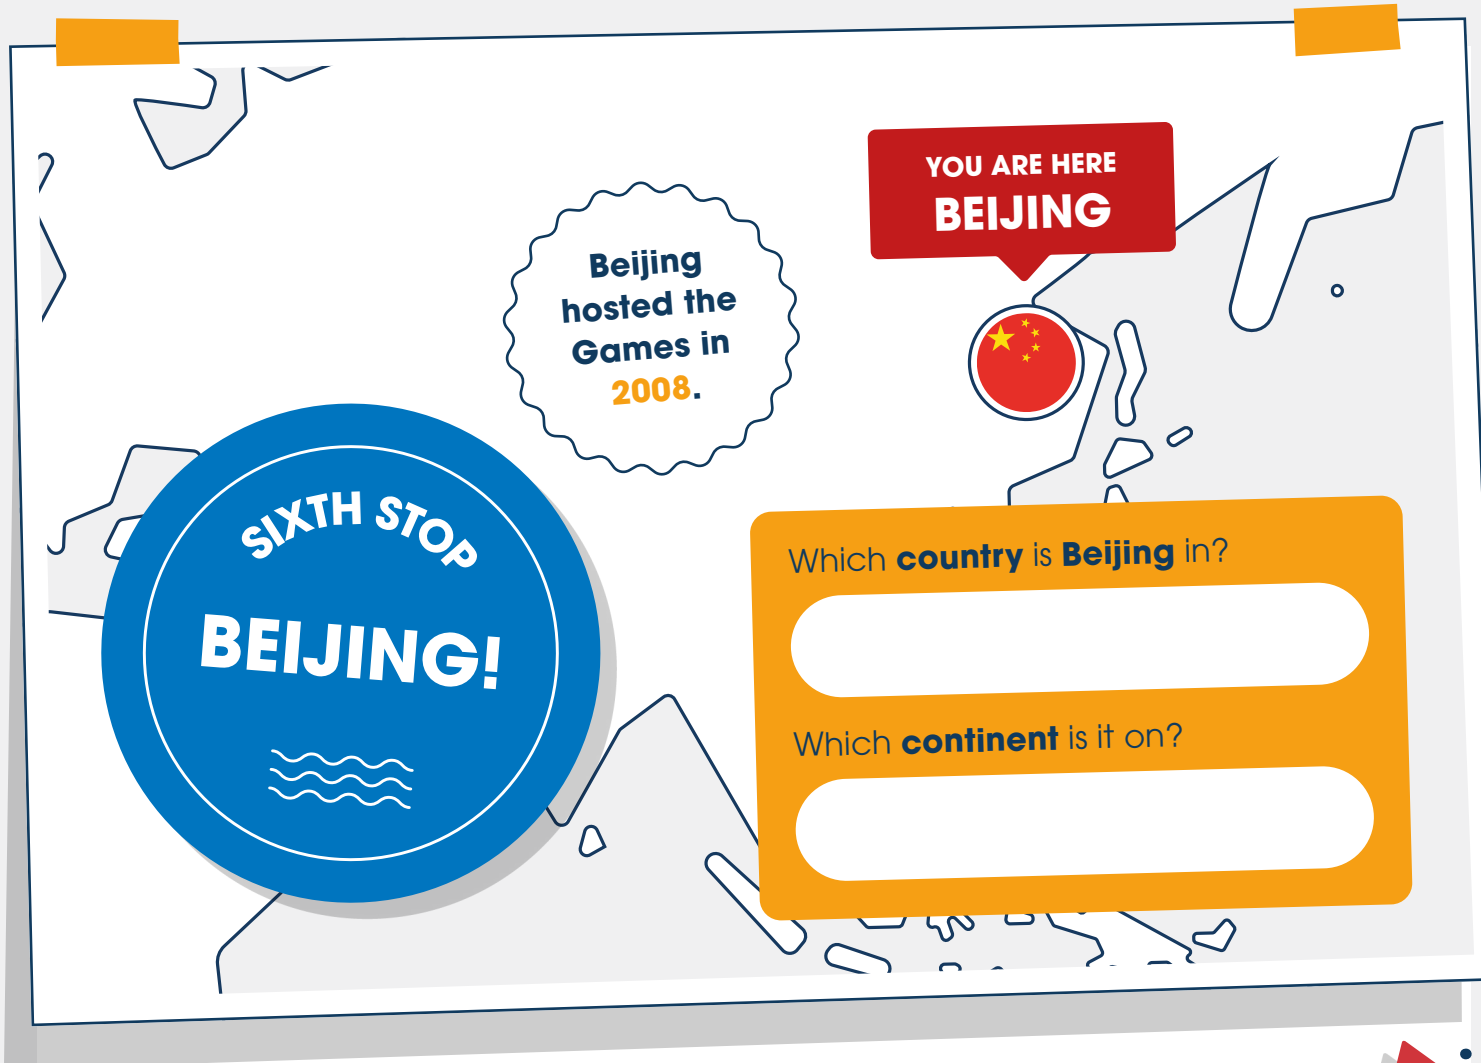 YOU ARE HERE
BEIJING
Beijing
hosted the
Games in
2008.
SIXTH STOP
BEIJING!
Which country is Beijing in?
Which continent is it on?